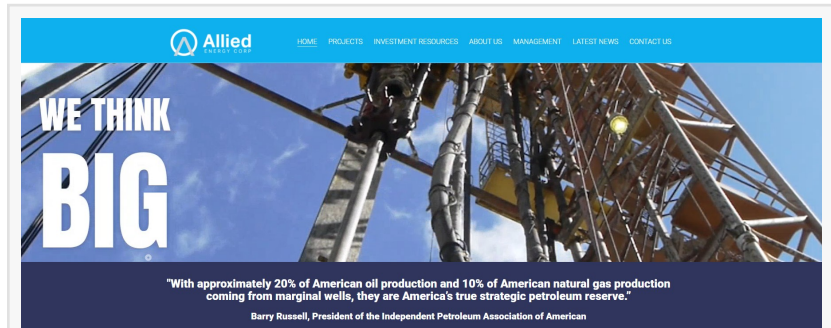 Allied
ENERGY CORP
HOME PROJECTS INVESTMENT RESOURCES ABOUT US MANAGEMENT LATEST NEWS CONTACT US
WE THINK
BIG
"With approximately 20% of American oil production and 10% of American natural gas production
coming from marginal wells, they are America's true strategic petroleum reserve."
Barry Russell, President of the Independent Petroleum Association of American